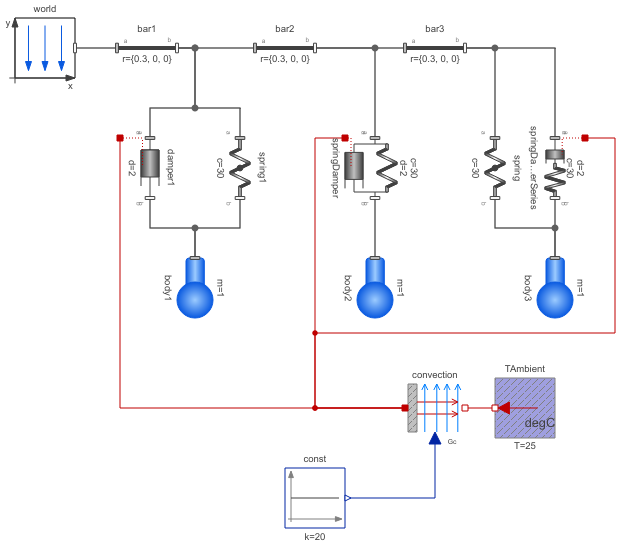 world
y
x
bar1
a
b
r={0.3, 0, 0}
bar2
a
b
r={0.3, 0, 0}
bar3
a
b
r={0.3, 0, 0}
damper1
d=2
spring1
c=30
springDamper
d=2
c=30
spring
c=30
springDa...erSeries
c=30
d=2
body1
m=1
body2
m=1
body3
m=1
convection
Gc
TAmbient
degC
T=25
const
k=20